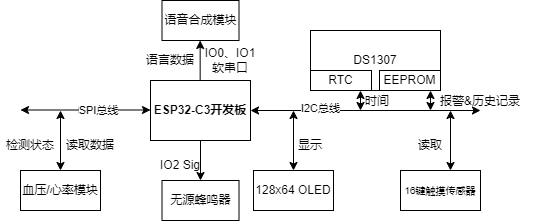 语音合成模块
IO0、IO1
软串口
语言数据
DS1307
RTC
EEPROM
ESP32-C3开发板
SPI总线
I2C总线
时间
报警&历史记录
检测状态
读取数据
显示
读取
IO2 Sig
血压/心率模块
无源蜂鸣器
128x64 OLED
16键触摸传感器